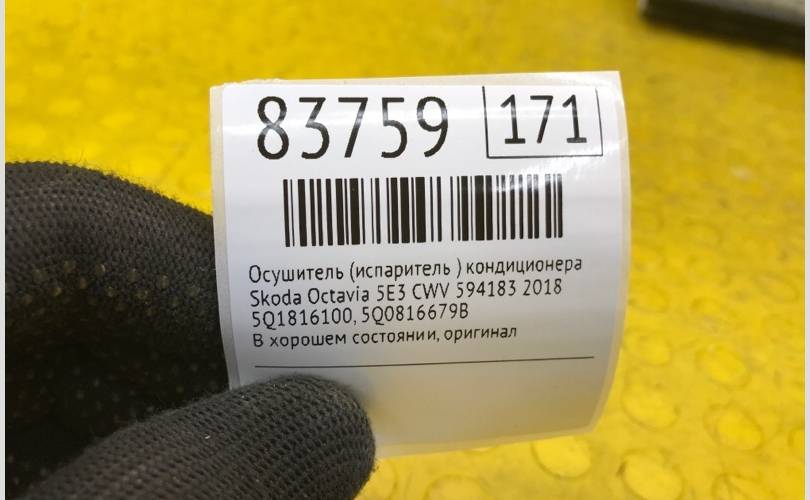 83759 171
Осушитель (испаритель ) кондиционера
Skoda Octavia 5E3 CWV 594183 2018
5Q1816100, 5Q0816679B
В хорошем состоянии, оригинал